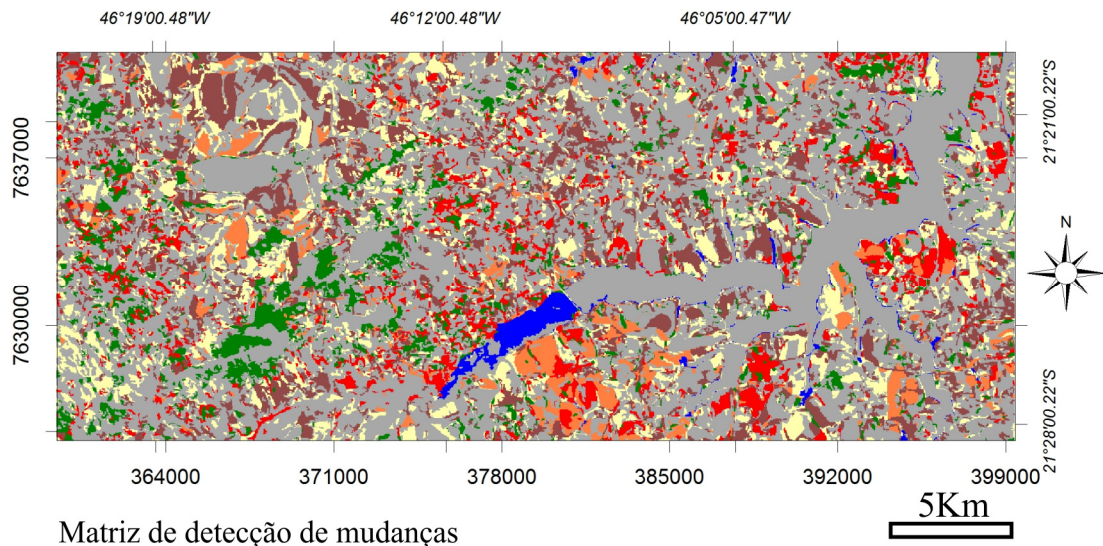 46°19'00.48"W 46°12'00.48"W 46°05'00.47"W
21°21'00.22"S
7637000
N
7630000
21°28'00.22"S
364000 371000 378000 385000 392000 399000
5Km
Matriz de detecção de mudanças